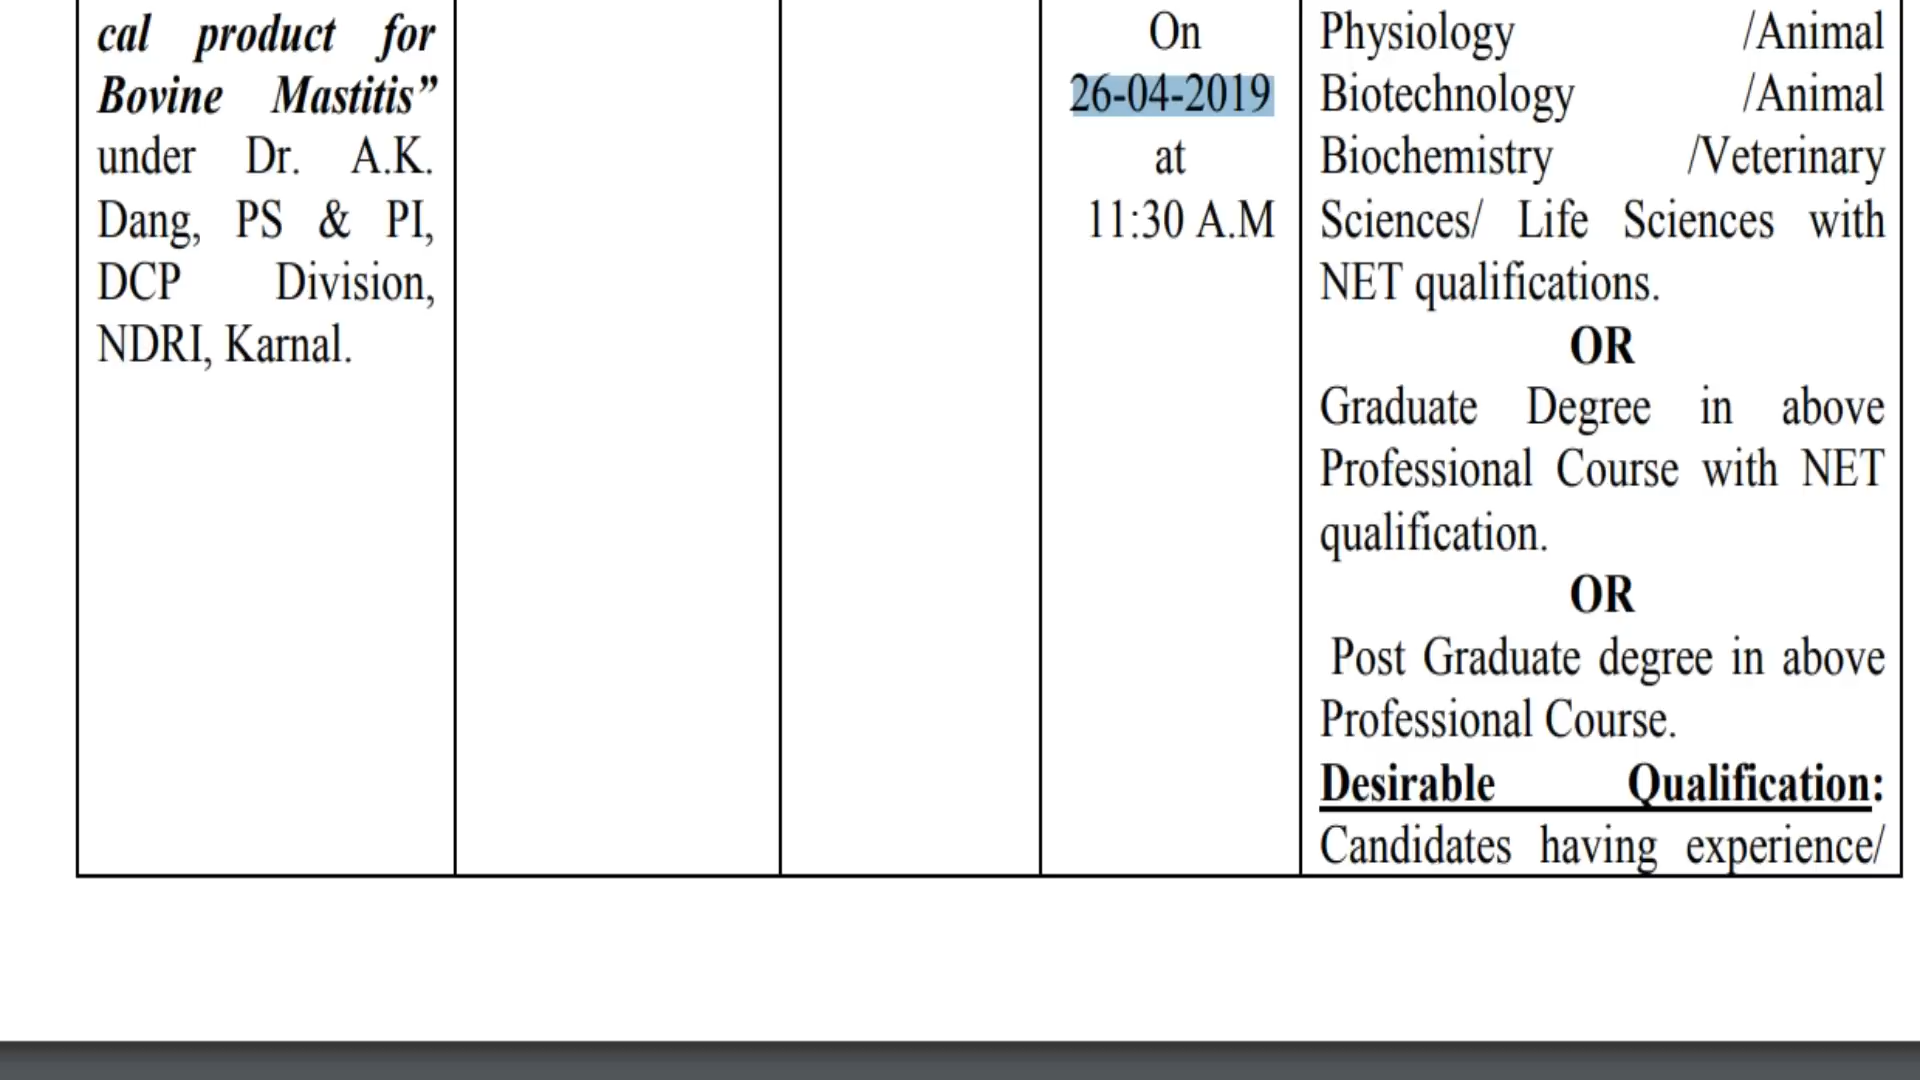 cal product for
Bovine Mastitis”
under Dr. A.K.
Dang, PS & PI,
DCP Division,
NDRI, Karnal.
On
26-04-2019
at
11:30 A.M
Physiology /Animal
Biotechnology /Animal
Biochemistry /Veterinary
Sciences/ Life Sciences with
NET qualifications.
OR
Graduate Degree in above
Professional Course with NET
qualification.
OR
Post Graduate degree in above
Professional Course.
Desirable Qualification:
Candidates having experience/